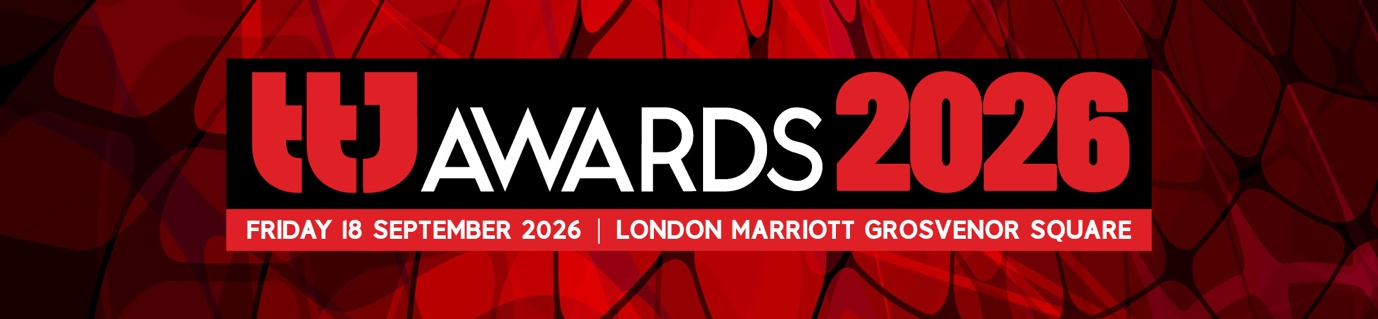 ttJ AWARDS 2026
FRIDAY 18 SEPTEMBER 2026 | LONDON MARRIOTT GROSVENOR SQUARE